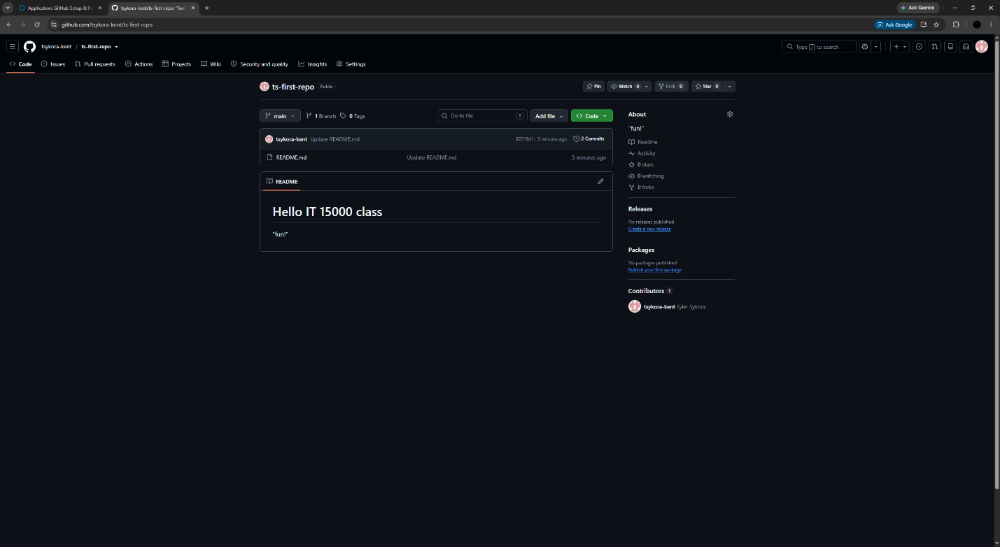 Application: GitHub Setup & Fi
tsykora-kent/ts-first-repo: "fun!
Ask Gemini
github.com/tsykora-kent/ts-first-repo
Ask Google
tsykora-kent / ts-first-repo
Type / to search
Code Issues Pull requests Actions Projects Wiki Security and quality Insights Settings
ts-first-repo Public
Pin Watch 0 Fork 0 Star 0
main 1 Branch 0 Tags Go to file T Add file Code
tsykora-kent Update README.md 82019d1 · 3 minutes ago 2 Commits
README.md Update README.md 3 minutes ago
README
Hello IT 15000 class
"fun!"
About
"fun!"
Readme
Activity
0 stars
0 watching
0 forks
Releases
No releases published
Create a new release
Packages
No packages published
Publish your first package
Contributors 1
tsykora-kent Tyler Sykora